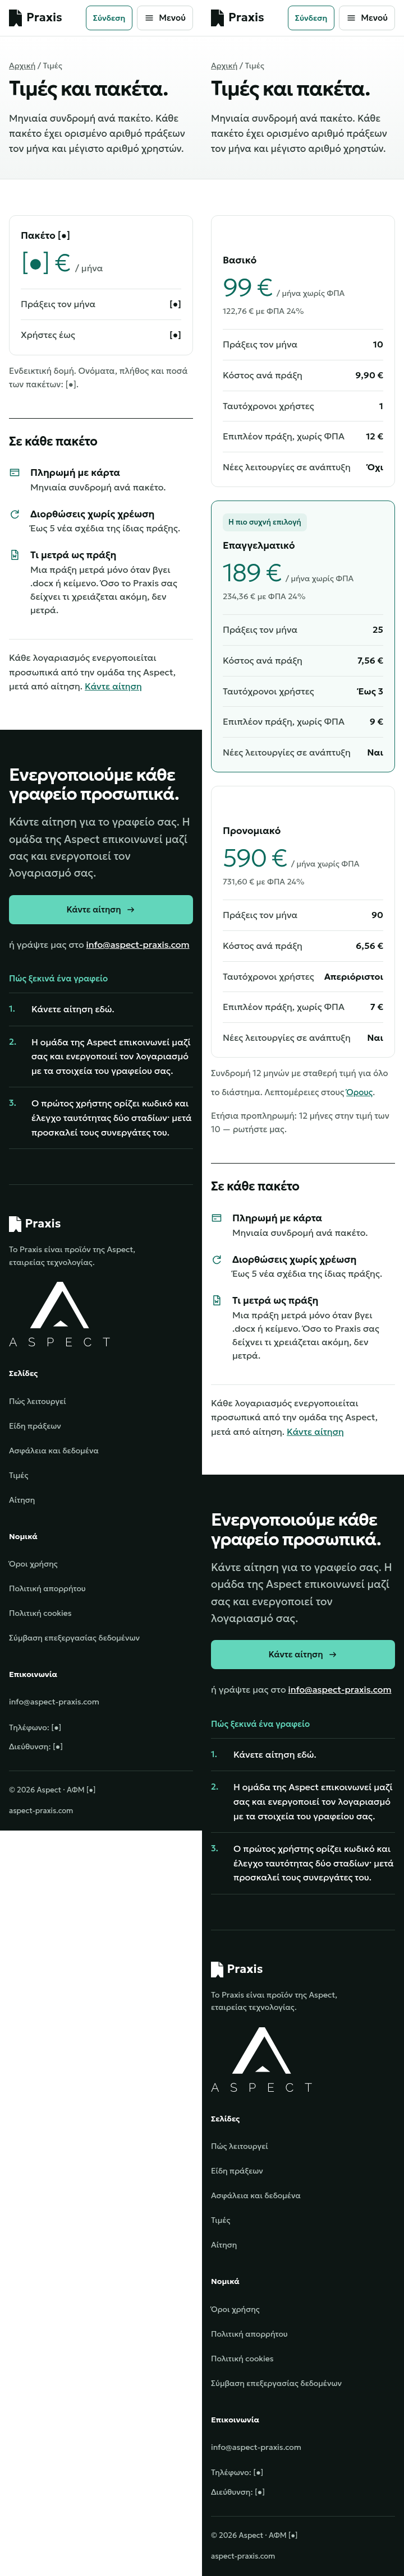 Praxis
Σύνδεση
Μενού
Αρχική / Τιμές
Τιμές και πακέτα.
Μηνιαία συνδρομή ανά πακέτο. Κάθε
πακέτο έχει ορισμένο αριθμό πράξεων
τον μήνα και μέγιστο αριθμό χρηστών.
Πακέτο [●]
[●] € / μήνα
Πράξεις τον μήνα [●]
Χρήστες έως [●]
Ενδεικτική δομή. Ονόματα, πλήθος και ποσά
των πακέτων: [●].
Σε κάθε πακέτο
Πληρωμή με κάρτα
Μηνιαία συνδρομή ανά πακέτο.
Διορθώσεις χωρίς χρέωση
Έως 5 νέα σχέδια της ίδιας πράξης.
Τι μετρά ως πράξη
Μια πράξη μετρά μόνο όταν βγει
.docx ή κείμενο. Όσο το Praxis σας
δείχνει τι χρειάζεται ακόμη, δεν
μετρά.
Κάθε λογαριασμός ενεργοποιείται
προσωπικά από την ομάδα της Aspect,
μετά από αίτηση. Κάντε αίτηση
Ενεργοποιούμε κάθε
γραφείο προσωπικά.
Κάντε αίτηση για το γραφείο σας. Η
ομάδα της Aspect επικοινωνεί μαζί
σας και ενεργοποιεί τον
λογαριασμό σας.
Κάντε αίτηση →
ή γράψτε μας στο info@aspect-praxis.com
Πώς ξεκινά ένα γραφείο
1. Κάνετε αίτηση εδώ.
2. Η ομάδα της Aspect επικοινωνεί μαζί
σας και ενεργοποιεί τον λογαριασμό
με τα στοιχεία του γραφείου σας.
3. Ο πρώτος χρήστης ορίζει κωδικό και
έλεγχο ταυτότητας δύο σταδίων· μετά
προσκαλεί τους συνεργάτες του.
Praxis
Το Praxis είναι προϊόν της Aspect,
εταιρείας τεχνολογίας.
ASPECT
Σελίδες
Πώς λειτουργεί
Είδη πράξεων
Ασφάλεια και δεδομένα
Τιμές
Αίτηση
Νομικά
Όροι χρήσης
Πολιτική απορρήτου
Πολιτική cookies
Σύμβαση επεξεργασίας δεδομένων
Επικοινωνία
info@aspect-praxis.com
Τηλέφωνο: [●]
Διεύθυνση: [●]
© 2026 Aspect · ΑΦΜ [●]
aspect-praxis.com
Praxis
Σύνδεση
Μενού
Αρχική / Τιμές
Τιμές και πακέτα.
Μηνιαία συνδρομή ανά πακέτο. Κάθε
πακέτο έχει ορισμένο αριθμό πράξεων
τον μήνα και μέγιστο αριθμό χρηστών.
Βασικό
99 € / μήνα χωρίς ΦΠΑ
122,76 € με ΦΠΑ 24%
Πράξεις τον μήνα 10
Κόστος ανά πράξη 9,90 €
Ταυτόχρονοι χρήστες 1
Επιπλέον πράξη, χωρίς ΦΠΑ 12 €
Νέες λειτουργίες σε ανάπτυξη Όχι
Η πιο συχνή επιλογή
Επαγγελματικό
189 € / μήνα χωρίς ΦΠΑ
234,36 € με ΦΠΑ 24%
Πράξεις τον μήνα 25
Κόστος ανά πράξη 7,56 €
Ταυτόχρονοι χρήστες Έως 3
Επιπλέον πράξη, χωρίς ΦΠΑ 9 €
Νέες λειτουργίες σε ανάπτυξη Ναι
Προνομιακό
590 € / μήνα χωρίς ΦΠΑ
731,60 € με ΦΠΑ 24%
Πράξεις τον μήνα 90
Κόστος ανά πράξη 6,56 €
Ταυτόχρονοι χρήστες Απεριόριστοι
Επιπλέον πράξη, χωρίς ΦΠΑ 7 €
Νέες λειτουργίες σε ανάπτυξη Ναι
Συνδρομή 12 μηνών με σταθερή τιμή για όλο
το διάστημα. Λεπτομέρειες στους Όρους.
Ετήσια προπληρωμή: 12 μήνες στην τιμή των
10 — ρωτήστε μας.
Σε κάθε πακέτο
Πληρωμή με κάρτα
Μηνιαία συνδρομή ανά πακέτο.
Διορθώσεις χωρίς χρέωση
Έως 5 νέα σχέδια της ίδιας πράξης.
Τι μετρά ως πράξη
Μια πράξη μετρά μόνο όταν βγει
.docx ή κείμενο. Όσο το Praxis σας
δείχνει τι χρειάζεται ακόμη, δεν
μετρά.
Κάθε λογαριασμός ενεργοποιείται
προσωπικά από την ομάδα της Aspect,
μετά από αίτηση. Κάντε αίτηση
Ενεργοποιούμε κάθε
γραφείο προσωπικά.
Κάντε αίτηση για το γραφείο σας. Η
ομάδα της Aspect επικοινωνεί μαζί
σας και ενεργοποιεί τον
λογαριασμό σας.
Κάντε αίτηση →
ή γράψτε μας στο info@aspect-praxis.com
Πώς ξεκινά ένα γραφείο
1. Κάνετε αίτηση εδώ.
2. Η ομάδα της Aspect επικοινωνεί μαζί
σας και ενεργοποιεί τον λογαριασμό
με τα στοιχεία του γραφείου σας.
3. Ο πρώτος χρήστης ορίζει κωδικό και
έλεγχο ταυτότητας δύο σταδίων· μετά
προσκαλεί τους συνεργάτες του.
Praxis
Το Praxis είναι προϊόν της Aspect,
εταιρείας τεχνολογίας.
ASPECT
Σελίδες
Πώς λειτουργεί
Είδη πράξεων
Ασφάλεια και δεδομένα
Τιμές
Αίτηση
Νομικά
Όροι χρήσης
Πολιτική απορρήτου
Πολιτική cookies
Σύμβαση επεξεργασίας δεδομένων
Επικοινωνία
info@aspect-praxis.com
Τηλέφωνο: [●]
Διεύθυνση: [●]
© 2026 Aspect · ΑΦΜ [●]
aspect-praxis.com